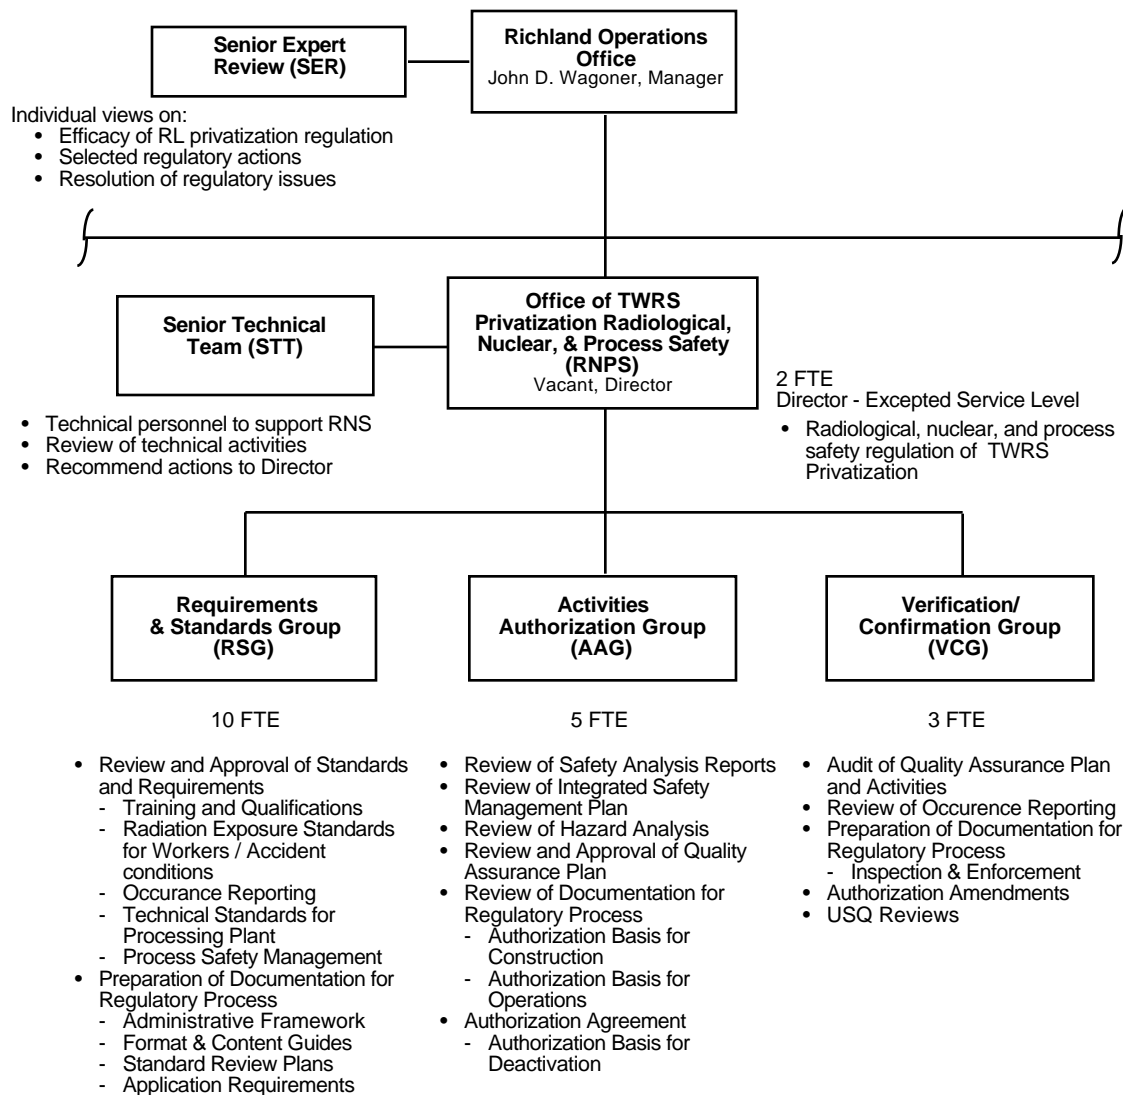 Senior Expert
Review (SER)
Richland Operations
Office
John D. Wagoner, Manager
Individual views on:
• Efficacy of RL privatization regulation
• Selected regulatory actions
• Resolution of regulatory issues
Senior Technical
Team (STT)
Office of TWRS
Privatization Radiological,
Nuclear, & Process Safety
(RNPS)
Vacant, Director
• Technical personnel to support RNS
• Review of technical activities
• Recommend actions to Director
2 FTE
Director - Excepted Service Level
• Radiological, nuclear, and process
safety regulation of TWRS
Privatization
Requirements
& Standards Group
(RSG)
10 FTE
• Review and Approval of Standards
and Requirements
- Training and Qualifications
- Radiation Exposure Standards
for Workers / Accident
conditions
- Occurance Reporting
- Technical Standards for
Processing Plant
- Process Safety Management
• Preparation of Documentation for
Regulatory Process
- Administrative Framework
- Format & Content Guides
- Standard Review Plans
- Application Requirements
Activities
Authorization Group
(AAG)
5 FTE
• Review of Safety Analysis Reports
• Review of Integrated Safety
Management Plan
• Review of Hazard Analysis
• Review and Approval of Quality
Assurance Plan
• Review of Documentation for
Regulatory Process
- Authorization Basis for
Construction
- Authorization Basis for
Operations
• Authorization Agreement
- Authorization Basis for
Deactivation
Verification/
Confirmation Group
(VCG)
3 FTE
• Audit of Quality Assurance Plan
and Activities
• Review of Occurence Reporting
• Preparation of Documentation for
Regulatory Process
- Inspection & Enforcement
• Authorization Amendments
• USQ Reviews